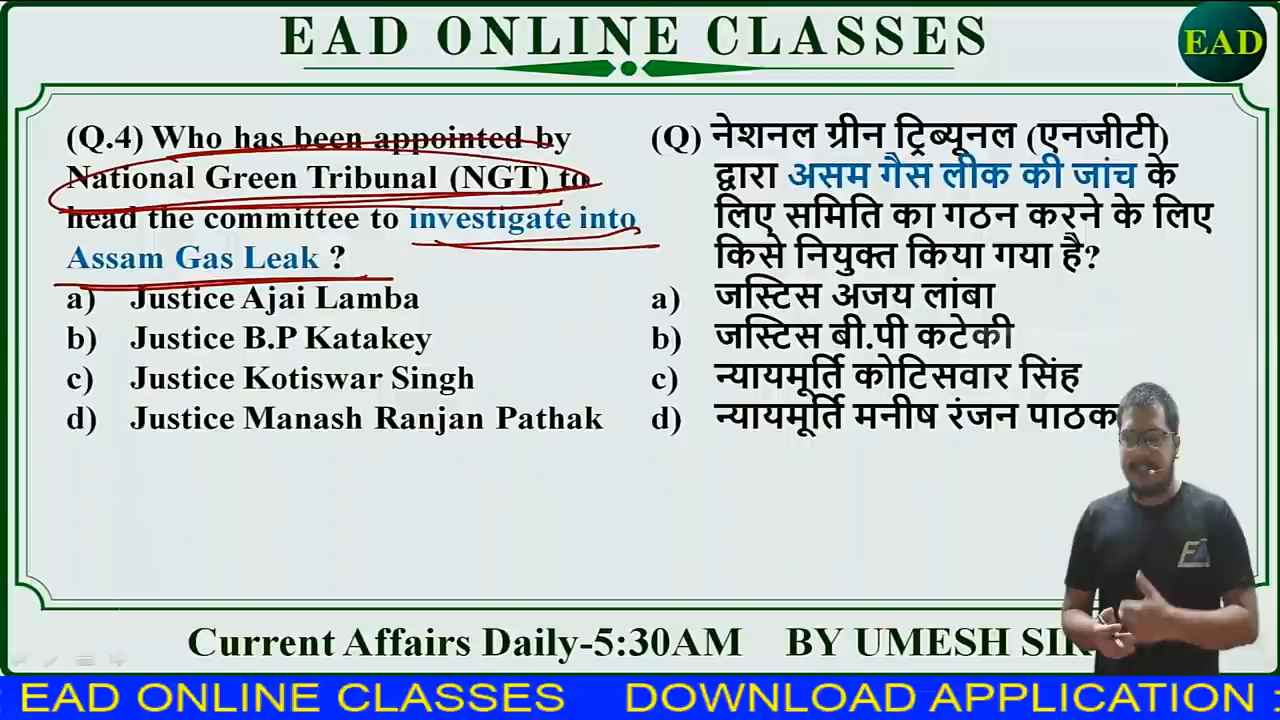 EAD ONLINE CLASSES
EAD
(Q.4) Who has been appointed by
National Green Tribunal (NGT) to
head the committee to investigate into
Assam Gas Leak ?
a) Justice Ajai Lamba
b) Justice B.P Katakey
c) Justice Kotiswar Singh
d) Justice Manash Ranjan Pathak
(Q) नेशनल ग्रीन ट्रिब्यूनल (एनजीटी)
द्वारा असम गैस लीक की जांच के
लिए समिति का गठन करने के लिए
किसे नियुक्त किया गया है?
a) जस्टिस अजय लांबा
b) जस्टिस बी.पी कटेकी
c) न्यायमूर्ति कोटिसवार सिंह
d) न्यायमूर्ति मनीष रंजन पाठक
Current Affairs Daily-5:30AM BY UMESH SIR
EAD ONLINE CLASSES DOWNLOAD APPLICATION :